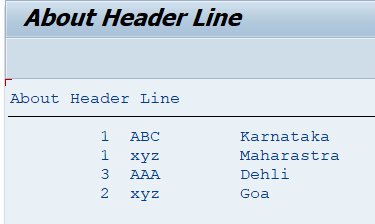 About Header Line
About Header Line
1 ABC Karnataka
1 xyz Maharastra
3 AAA Dehli
2 xyz Goa